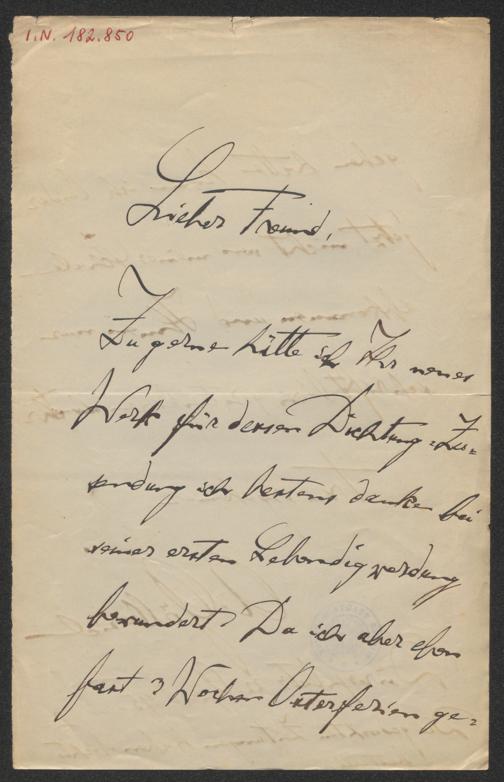 I.N. 182.850
Lieber Freund,
Zu gerne hätte ich Ihr neues
Werk für dessen Dichtung-Zu-
sendung ich bestens danke bei
seiner ersten Lebendigwerdung
bewundert. Da ich aber eben
fast 3 Wochen Osterferien ge-